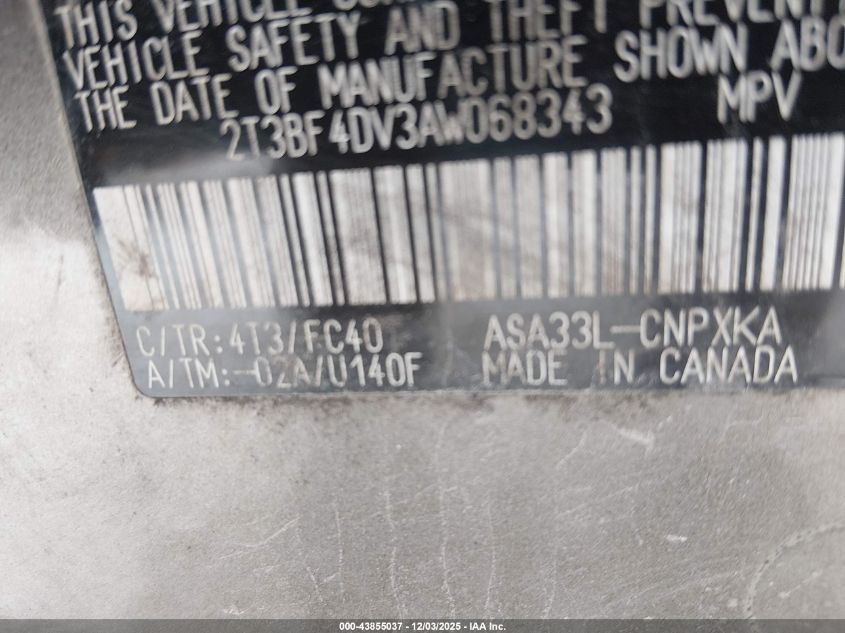 THIS VEHICLE
VEHICLE SAFETY AND THEFT PREVENT
THE DATE OF MANUFACTURE SHOWN ABO
2T3BF4DV3AW068343 MPV
C/TR:4T3/FC40 ASA33L-CNPXKA
A/TM:-02A/U140F MADE IN CANADA
000-43855037 - 12/03/2025 - IAA Inc.